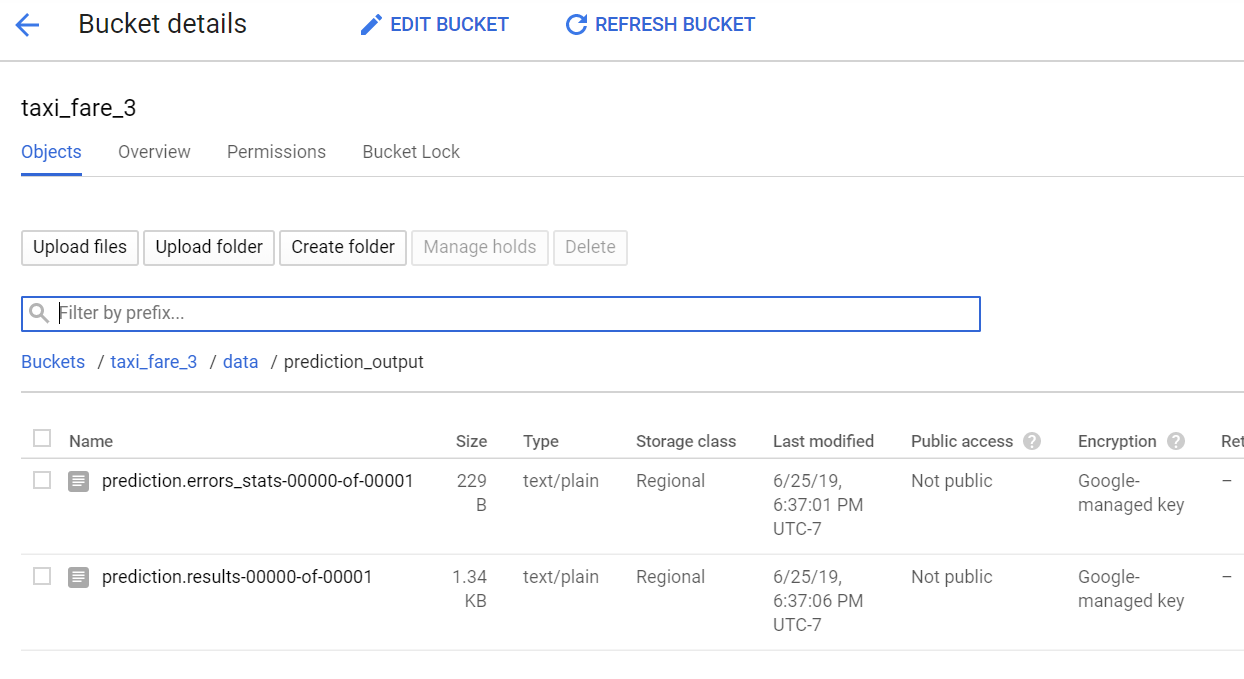 Bucket details EDIT BUCKET REFRESH BUCKET
taxi_fare_3
Objects Overview Permissions Bucket Lock
Upload files Upload folder Create folder Manage holds Delete
Filter by prefix...
Buckets / taxi_fare_3 / data / prediction_output
Name Size Type Storage class Last modified Public access ? Encryption ? Ret
prediction.errors_stats-00000-of-00001 229 text/plain Regional 6/25/19, Not public Google- –
B 6:37:01 PM managed key
UTC-7
prediction.results-00000-of-00001 1.34 text/plain Regional 6/25/19, Not public Google- –
KB 6:37:06 PM managed key
UTC-7